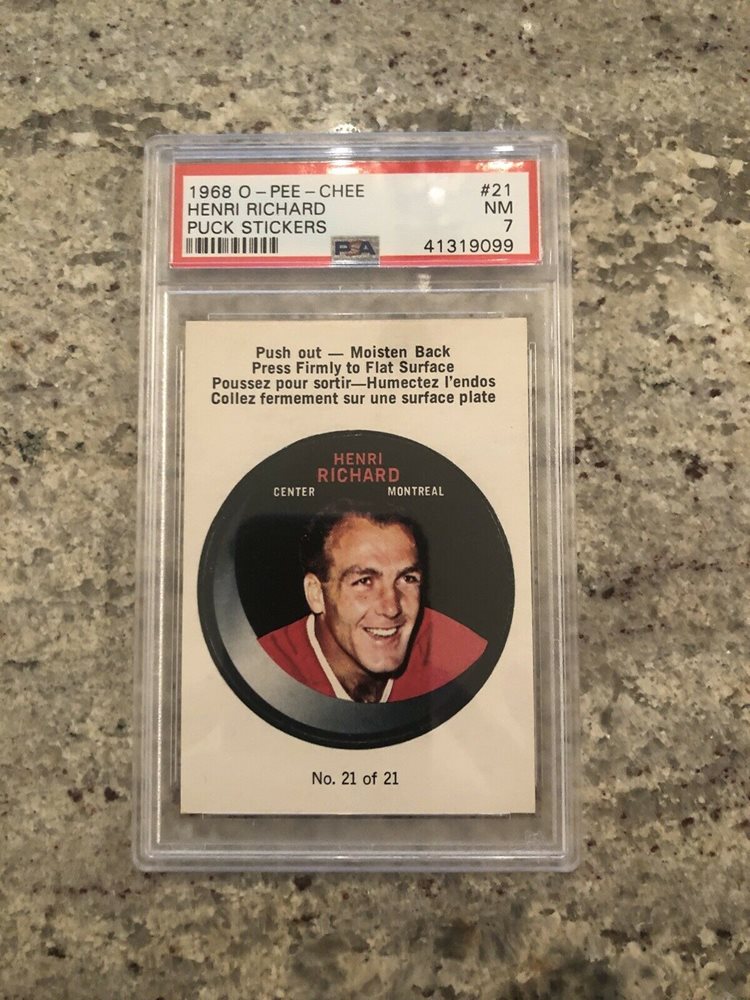 1968 O-PEE-CHEE #21
HENRI RICHARD NM
PUCK STICKERS 7
PSA 41319099
Push out — Moisten Back
Press Firmly to Flat Surface
Poussez pour sortir—Humectez l'endos
Collez fermement sur une surface plate
HENRI
RICHARD
CENTER MONTREAL
No. 21 of 21